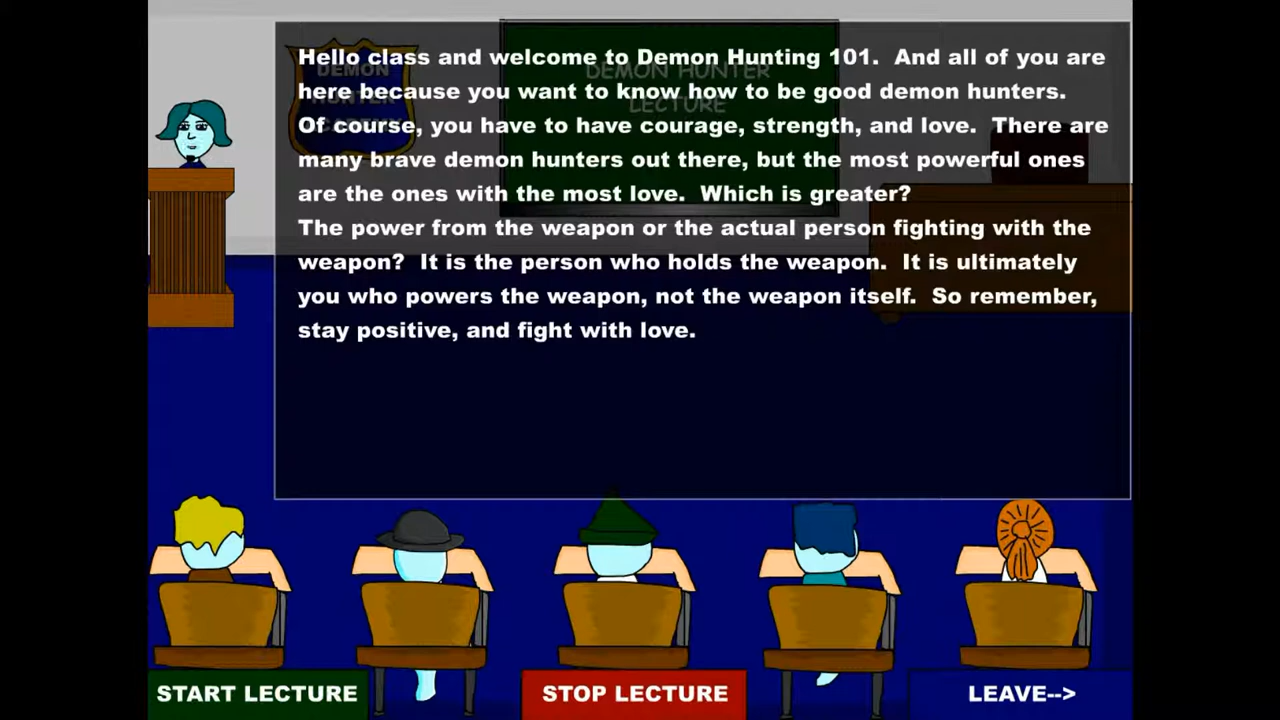 Hello class and welcome to Demon Hunting 101.  And all of you are
here because you want to know how to be good demon hunters.
Of course, you have to have courage, strength, and love.  There are
many brave demon hunters out there, but the most powerful ones
are the ones with the most love.  Which is greater?
The power from the weapon or the actual person fighting with the
weapon?  It is the person who holds the weapon.  It is ultimately
you who powers the weapon, not the weapon itself.  So remember,
stay positive, and fight with love.
DEMON
HUNTER
DEMON HUNTER
LECTURE
START LECTURE
STOP LECTURE
LEAVE-->